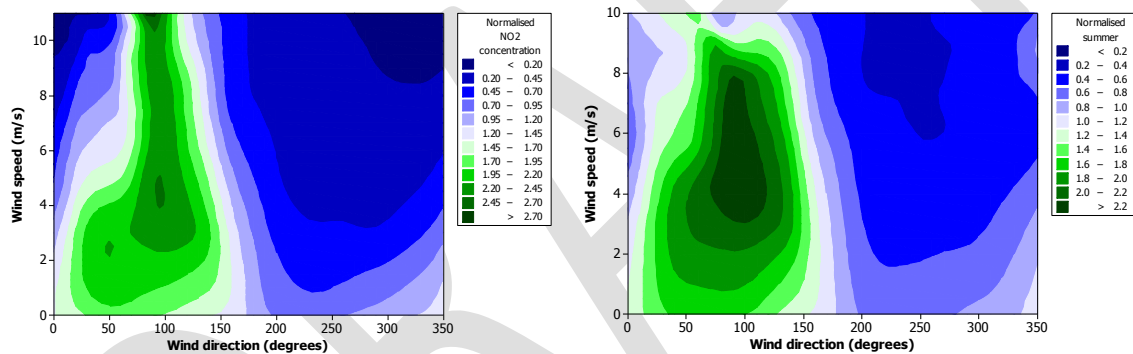 10
8
6
4
2
0
Wind speed (m/s)
0 50 100 150 200 250 300 350
Wind direction (degrees)
Normalised
NO2
concentration
< 0.20
0.20 – 0.45
0.45 – 0.70
0.70 – 0.95
0.95 – 1.20
1.20 – 1.45
1.45 – 1.70
1.70 – 1.95
1.95 – 2.20
2.20 – 2.45
2.45 – 2.70
> 2.70
10
8
6
4
2
0
Wind speed (m/s)
0 50 100 150 200 250 300 350
Wind direction (degrees)
Normalised
summer
< 0.2
0.2 – 0.4
0.4 – 0.6
0.6 – 0.8
0.8 – 1.0
1.0 – 1.2
1.2 – 1.4
1.4 – 1.6
1.6 – 1.8
1.8 – 2.0
2.0 – 2.2
> 2.2